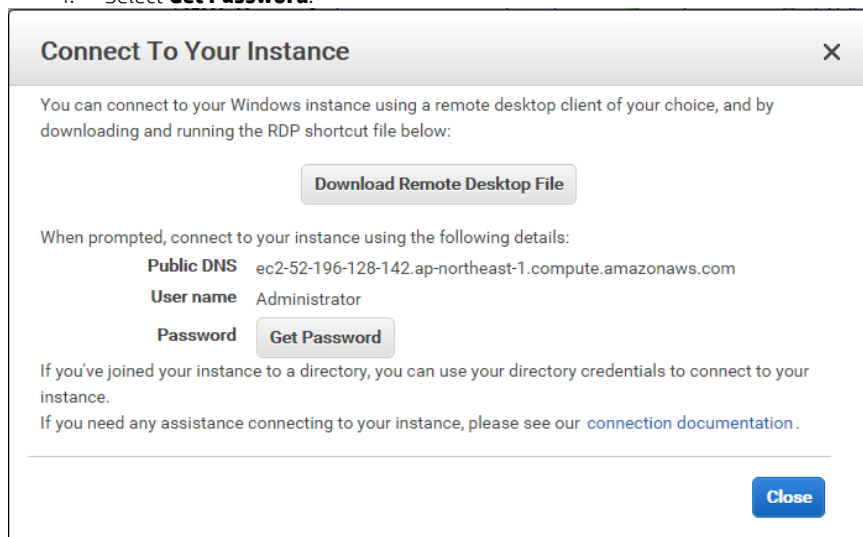 Select Get Password.
Connect To Your Instance
You can connect to your Windows instance using a remote desktop client of your choice, and by
downloading and running the RDP shortcut file below:
Download Remote Desktop File
When prompted, connect to your instance using the following details:
Public DNS ec2-52-196-128-142.ap-northeast-1.compute.amazonaws.com
User name Administrator
Password Get Password
If you've joined your instance to a directory, you can use your directory credentials to connect to your
instance.
If you need any assistance connecting to your instance, please see our connection documentation.
Close